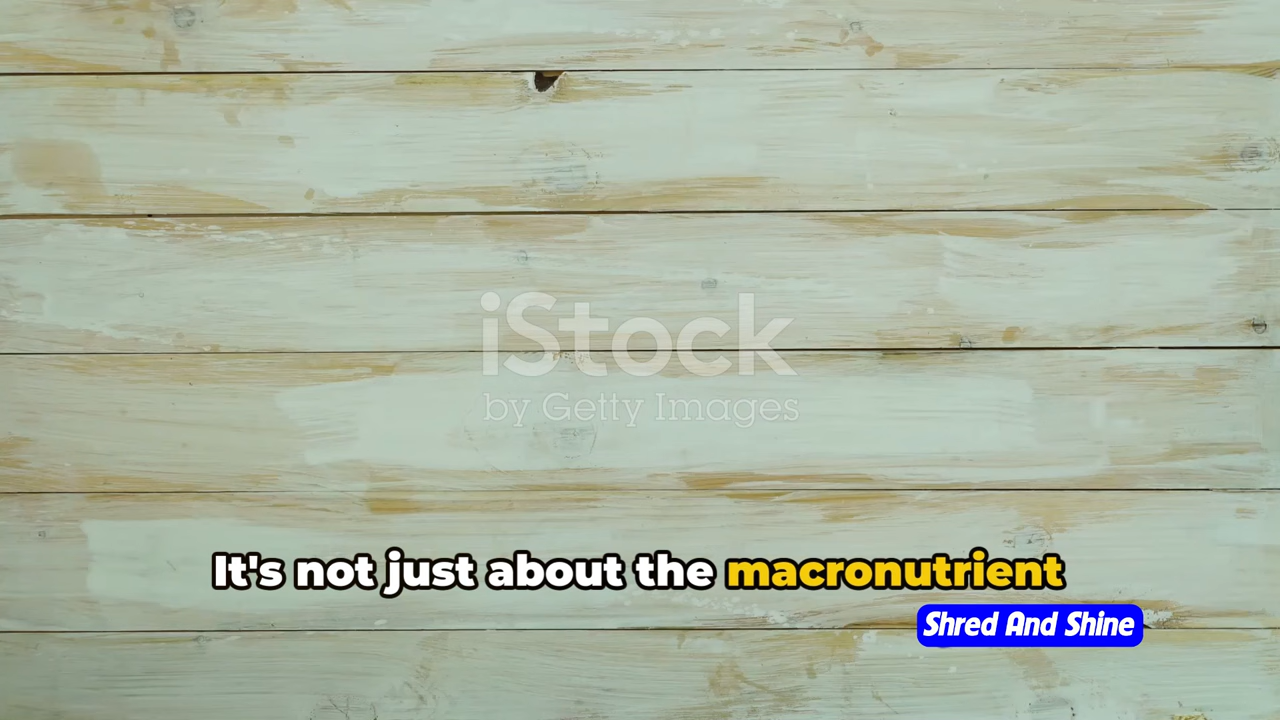 iStock
by Getty Images
It's not just about the macronutrient
Shred And Shine